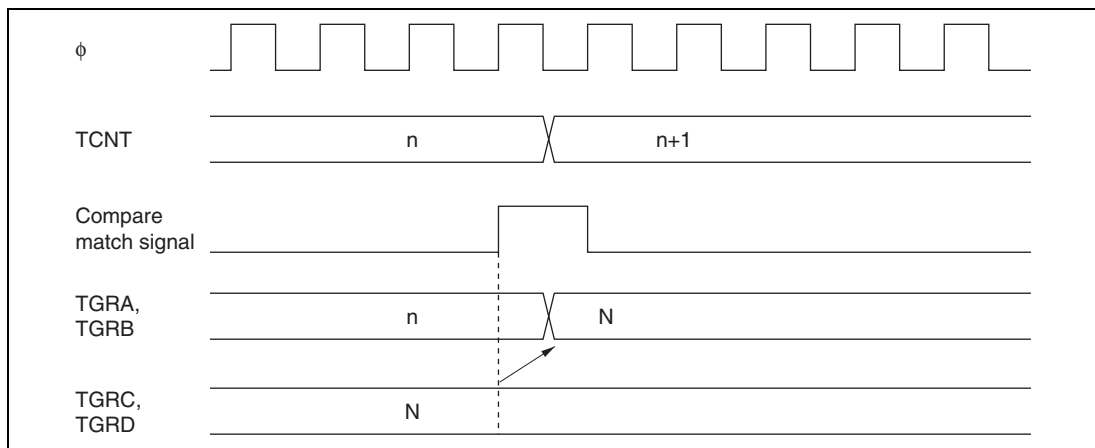 ϕ
TCNT
n
n+1
Compare
match signal
TGRA,
TGRB
n
N
TGRC,
TGRD
N